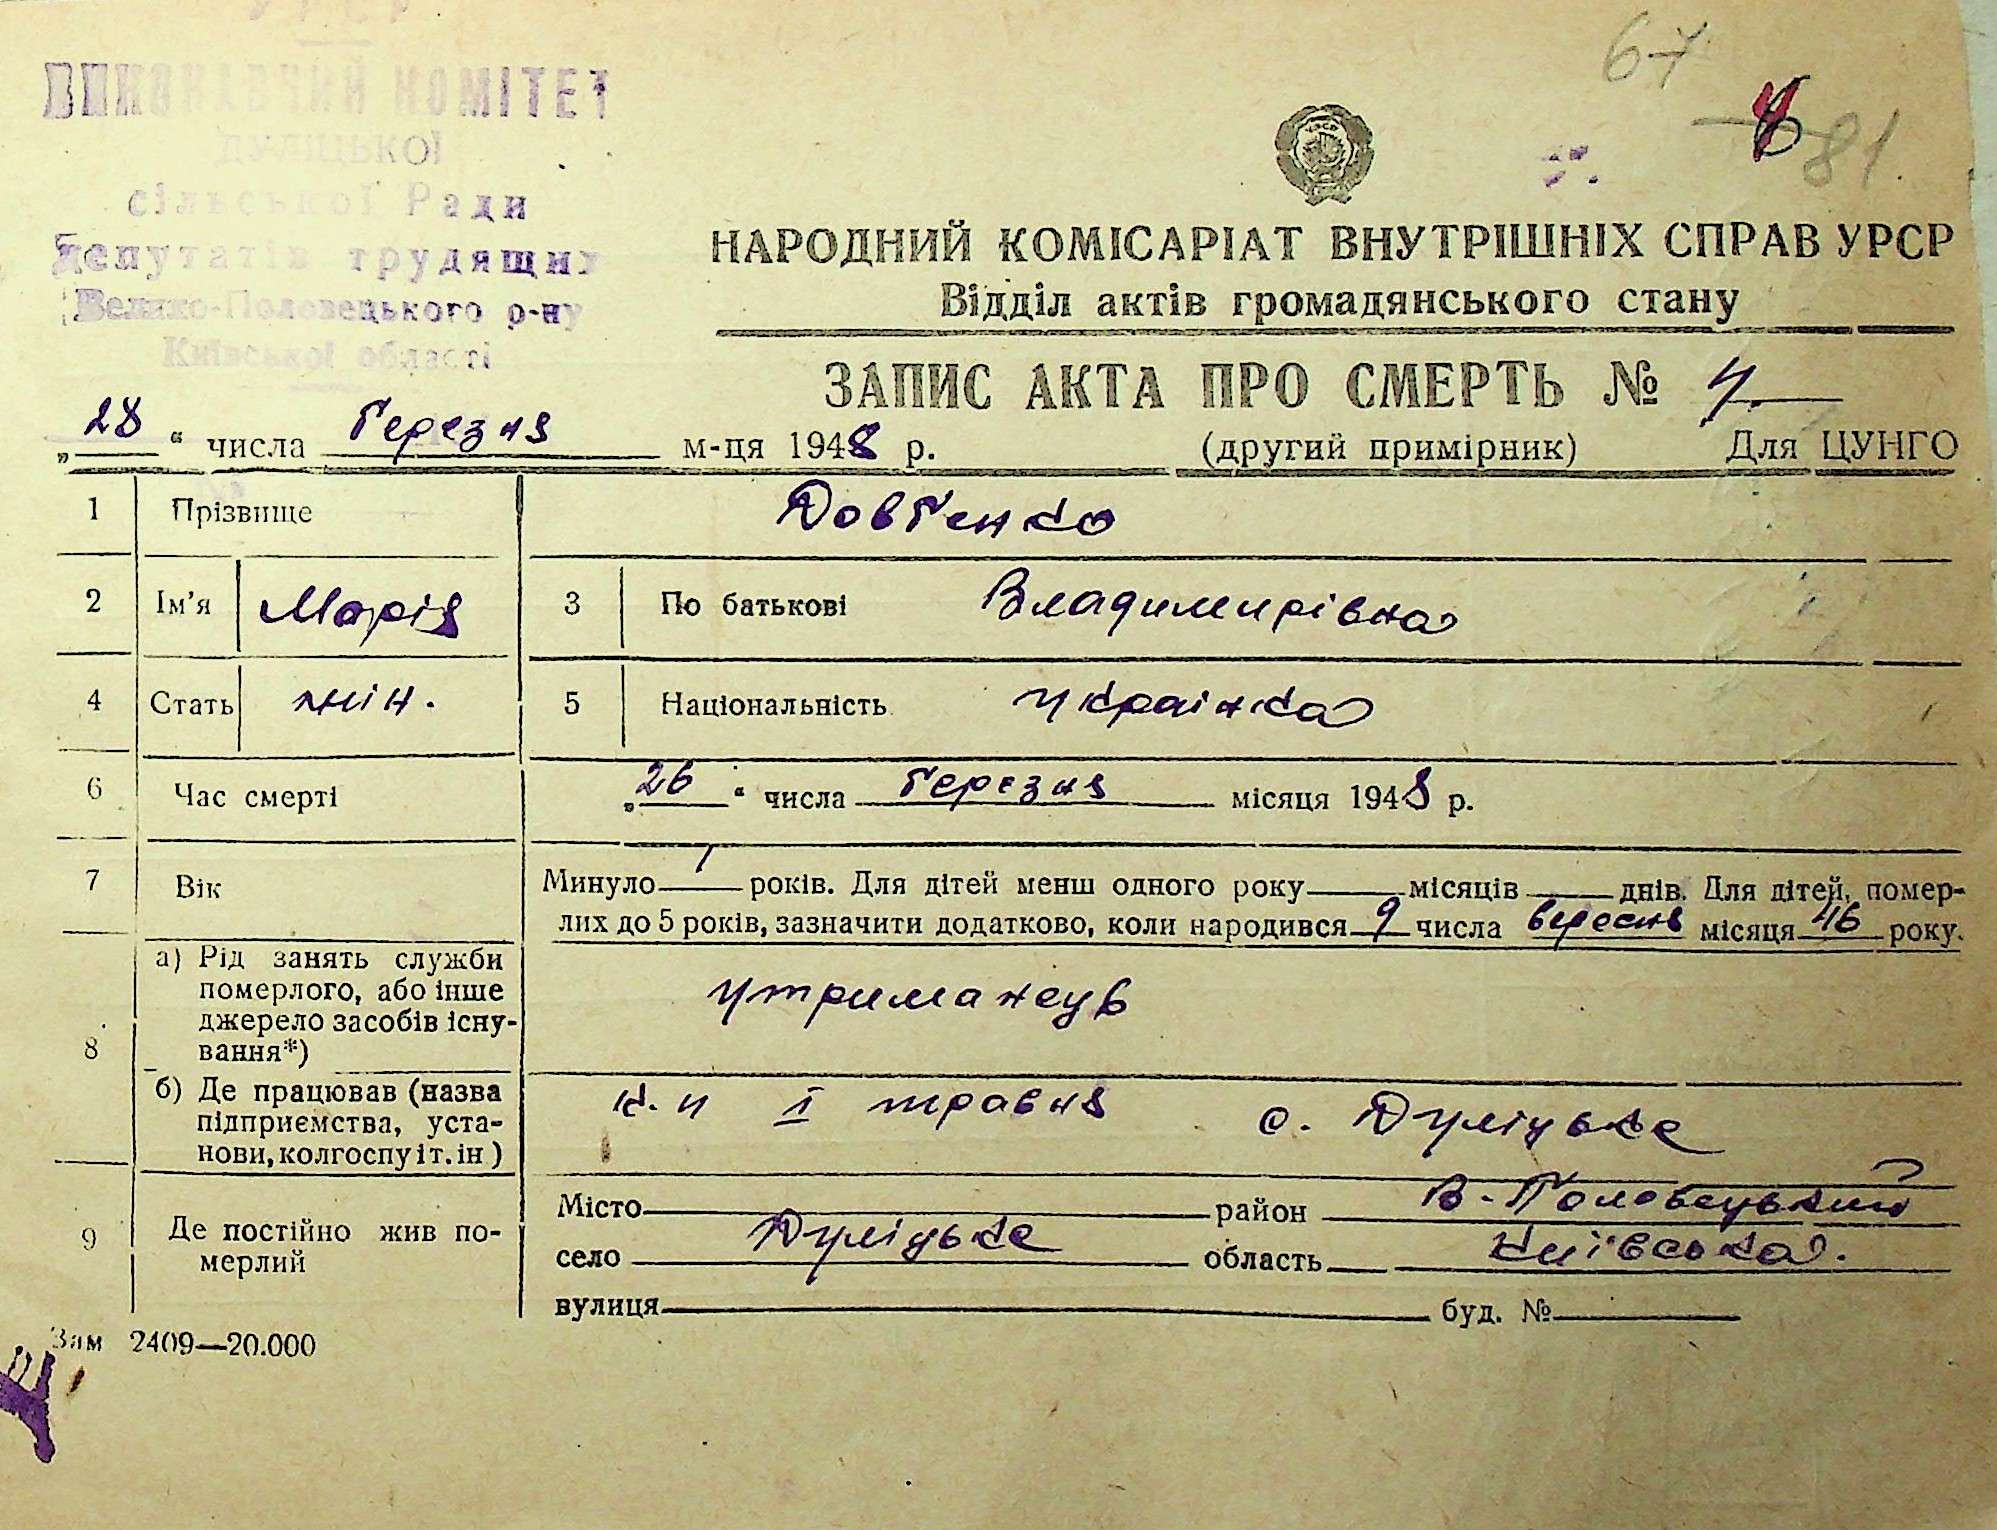 УРСР
ВИКОНАВЧИЙ КОМІТЕТ
ДУЛІЦЬКОЇ
сільської Ради
депутатів трудящих
Велико-Половецького р-ну
Київської області
67
81
НАРОДНИЙ КОМІСАРІАТ ВНУТРІШНІХ СПРАВ УРСР
Відділ актів громадянського стану
ЗАПИС АКТА ПРО СМЕРТЬ № 4
„28“ числа березня м-ця 1948 р. (другий примірник) Для ЦУНГО
1 Прізвище Довгенко
2 Ім’я Марія 3 По батькові Владимирівна
4 Стать жін. 5 Національність українка
6 Час смерті „26“ числа березня місяця 1948 р.
7 Вік Минуло 1 років. Для дітей менш одного року місяців днів. Для дітей, помер-
лих до 5 років, зазначити додатково, коли народився 9 числа вересня місяця 46 року.
8 а) Рід занять служби
померлого, або інше
джерело засобів існу-
вання*)
утриманець
б) Де працював (назва
підприємства, уста-
нови, колгоспу і т. ін)
к. и І травня с. Дуліцьке
9 Де постійно жив по-
мерлий
Місто район В-Половецький
село Дуліцьке область Київська.
вулиця буд. №
Зам 2409—20.000